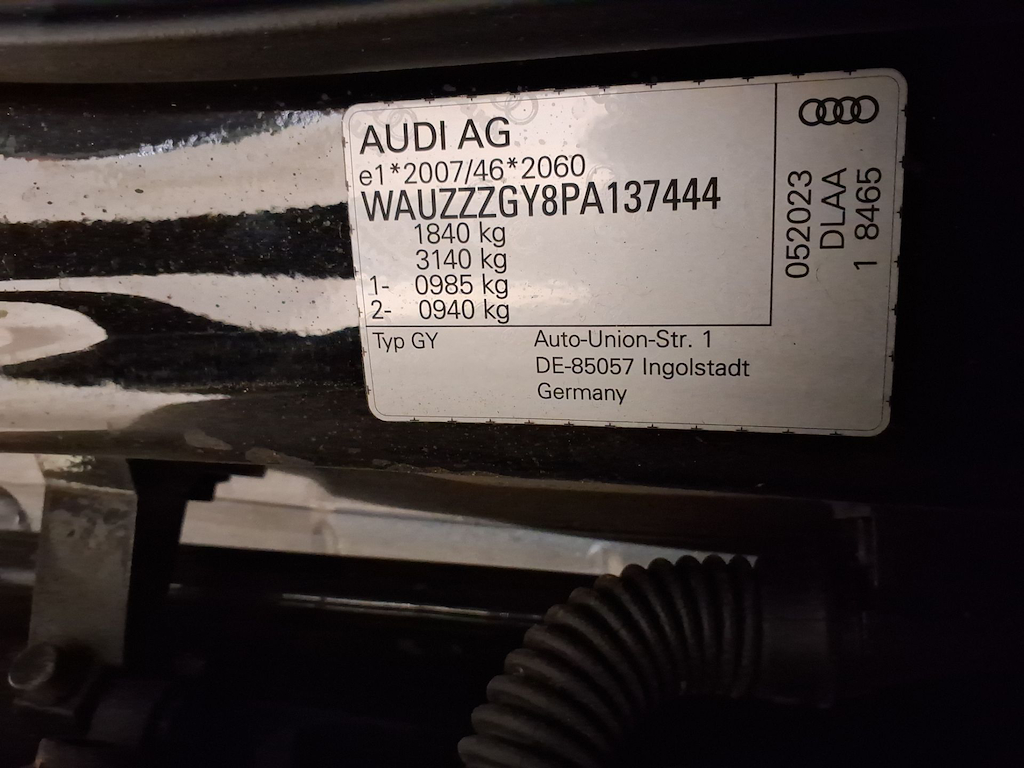 AUDI AG
e1*2007/46*2060
WAUZZZGY8PA137444
1840 kg
3140 kg
1- 0985 kg
2- 0940 kg
Typ GY
Auto-Union-Str. 1
DE-85057 Ingolstadt
Germany
052023
DLAA
1 8465